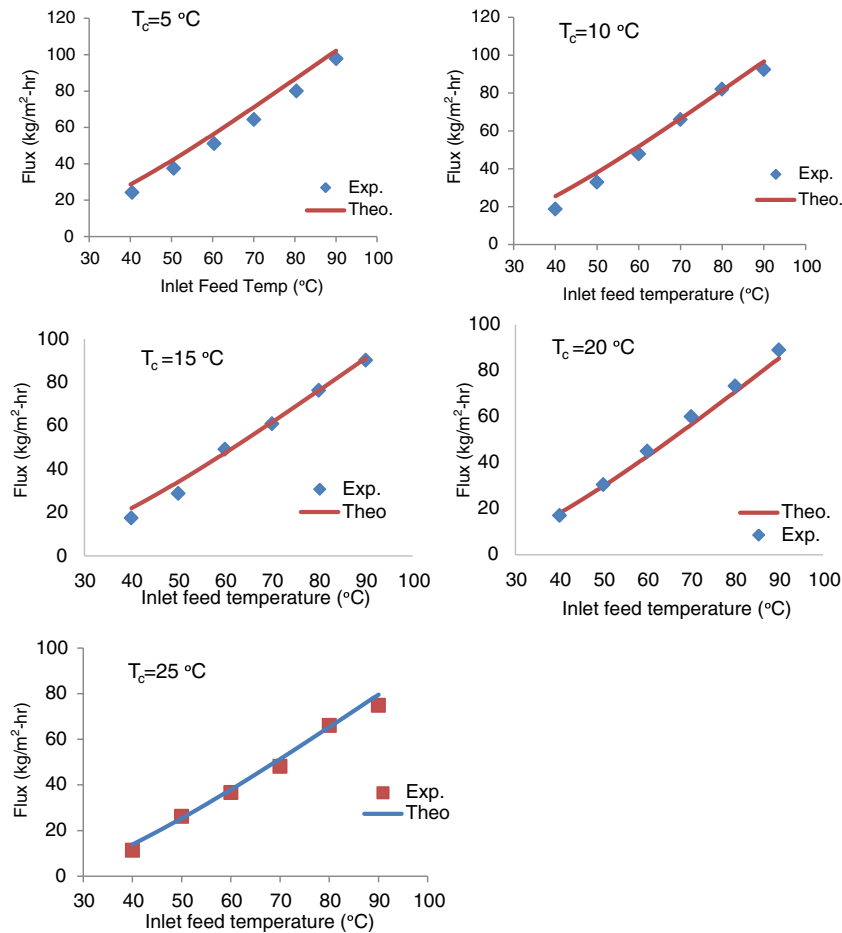 T_c=5 °C
Flux (kg/m²-hr)
120
100
80
60
40
20
0
Exp.
Theo.
30 40 50 60 70 80 90 100
Inlet Feed Temp (°C)
T_c=10 °C
Flux (kg/m²-hr)
120
100
80
60
40
20
0
Exp.
Theo.
30 40 50 60 70 80 90 100
Inlet feed temperature (°C)
T_c=15 °C
Flux (kg/m²-hr)
100
80
60
40
20
0
Exp.
Theo
30 40 50 60 70 80 90 100
Inlet feed temperature (°C)
T_c=20 °C
Flux (kg/m²-hr)
100
80
60
40
20
0
Theo.
Exp.
30 40 50 60 70 80 90 100
Inlet feed temperature (°C)
T_c=25 °C
Flux (kg/m²-hr)
100
80
60
40
20
0
Exp.
Theo
30 40 50 60 70 80 90 100
Inlet feed temperature (°C)